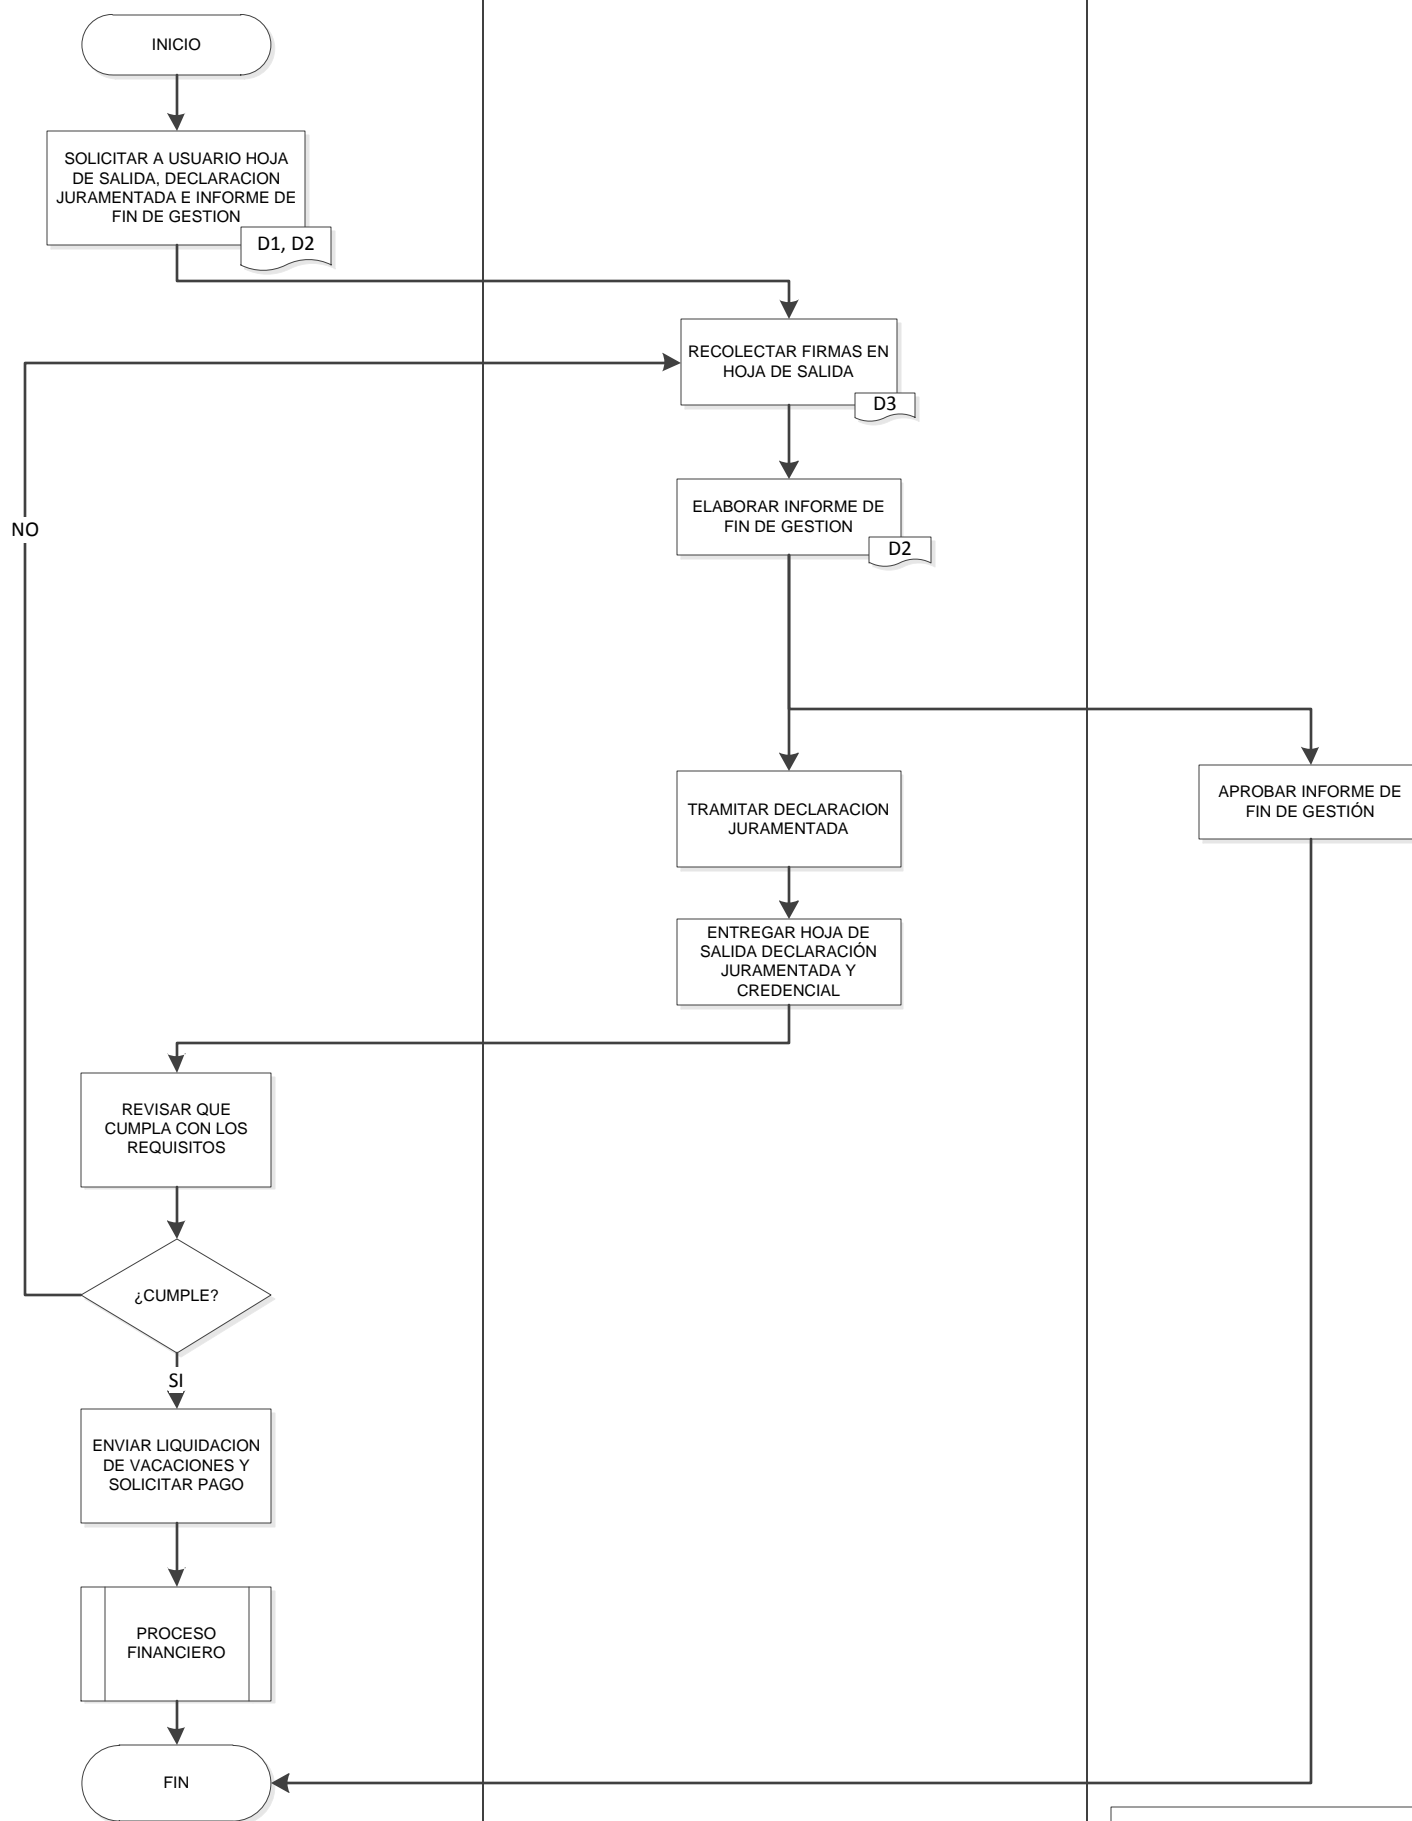 INICIO
SOLICITAR A USUARIO HOJA
DE SALIDA, DECLARACION
JURAMENTADA E INFORME DE
FIN DE GESTION
D1, D2
RECOLECTAR FIRMAS EN
HOJA DE SALIDA
D3
ELABORAR INFORME DE
FIN DE GESTION
D2
NO
TRAMITAR DECLARACION
JURAMENTADA
APROBAR INFORME DE
FIN DE GESTIÓN
ENTREGAR HOJA DE
SALIDA DECLARACIÓN
JURAMENTADA Y
CREDENCIAL
REVISAR QUE
CUMPLA CON LOS
REQUISITOS
¿CUMPLE?
SI
ENVIAR LIQUIDACION
DE VACACIONES Y
SOLICITAR PAGO
PROCESO
FINANCIERO
FIN